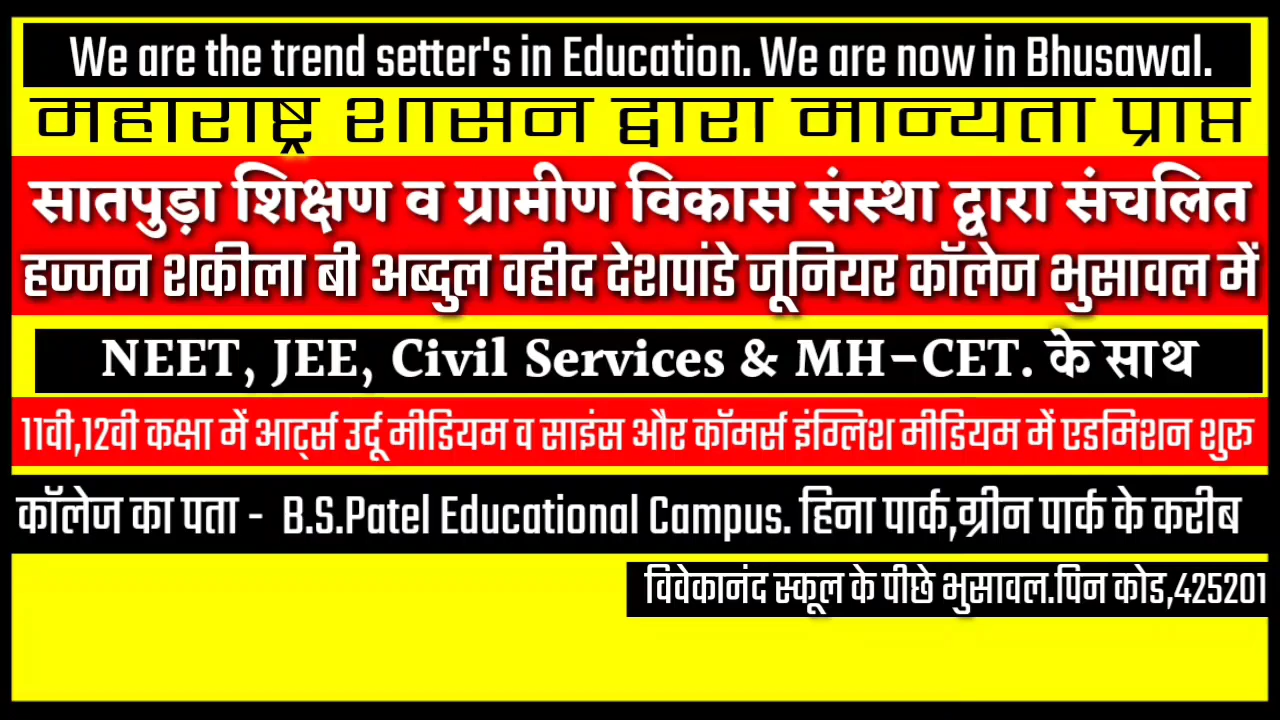 We are the trend setter's in Education. We are now in Bhusawal.
महाराष्ट्र शासन द्वारा मान्यता प्राप्त
सातपुड़ा शिक्षण व ग्रामीण विकास संस्था द्वारा संचलित
हज्जन शकीला बी अब्दुल वहीद देशपांडे जूनियर कॉलेज भुसावल में
NEET, JEE, Civil Services & MH-CET. के साथ
11वी,12वी कक्षा में आर्ट्स उर्दू मीडियम व साइंस और कॉमर्स इंग्लिश मीडियम में एडमिशन शुरू
कॉलेज का पता - B.S.Patel Educational Campus. हिना पार्क,ग्रीन पार्क के करीब
विवेकानंद स्कूल के पीछे भुसावल.पिन कोड,425201